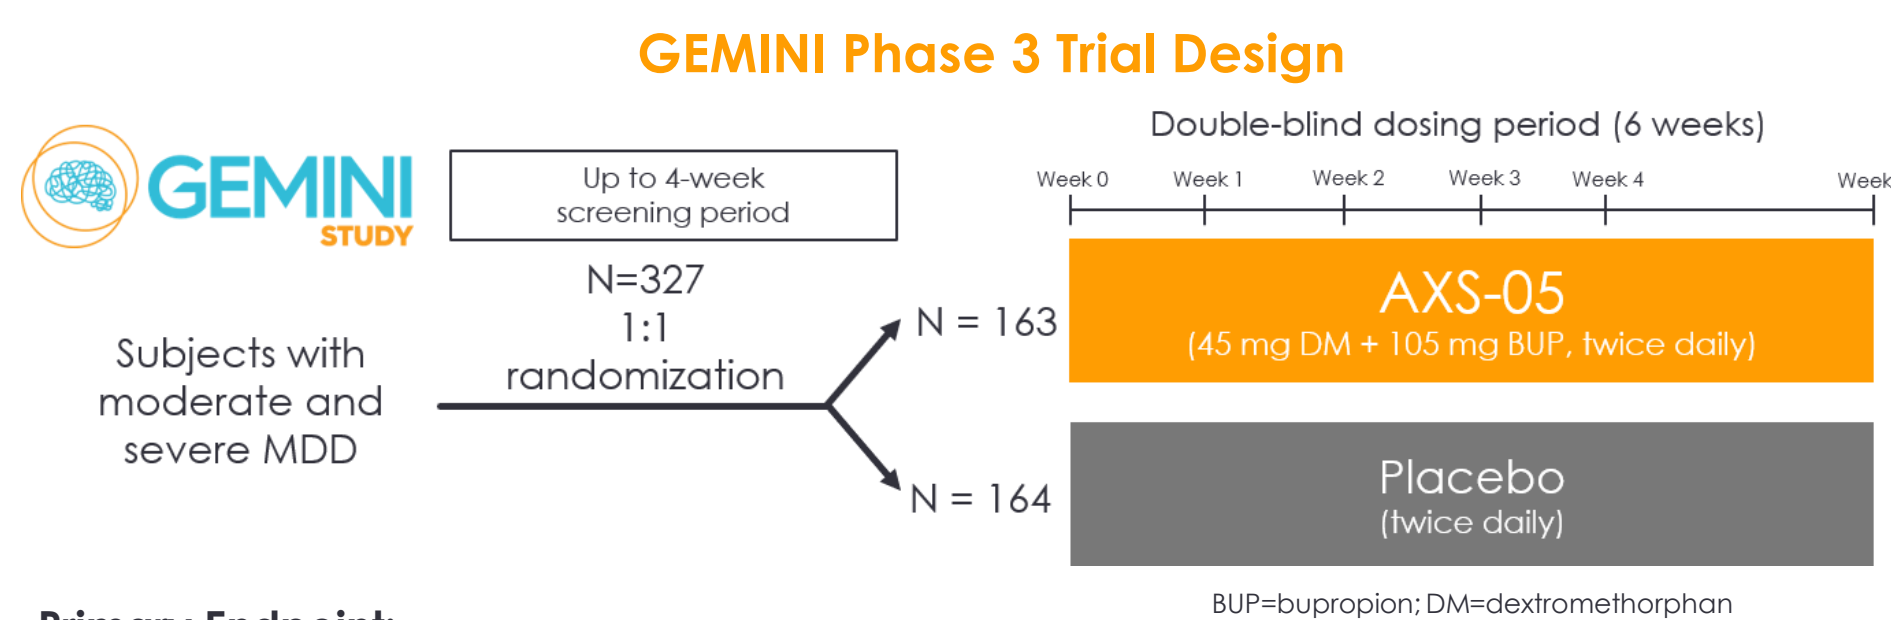 GEMINI Phase 3 Trial Design
GEMINI
STUDY
Up to 4-week
screening period
N=327
1:1
randomization
Subjects with
moderate and
severe MDD
N = 163
N = 164
Double-blind dosing period (6 weeks)
Week 0 Week 1 Week 2 Week 3 Week 4 Week
AXS-05
(45 mg DM + 105 mg BUP, twice daily)
Placebo
(twice daily)
BUP=bupropion; DM=dextromethorphan
Primary Endpoint: